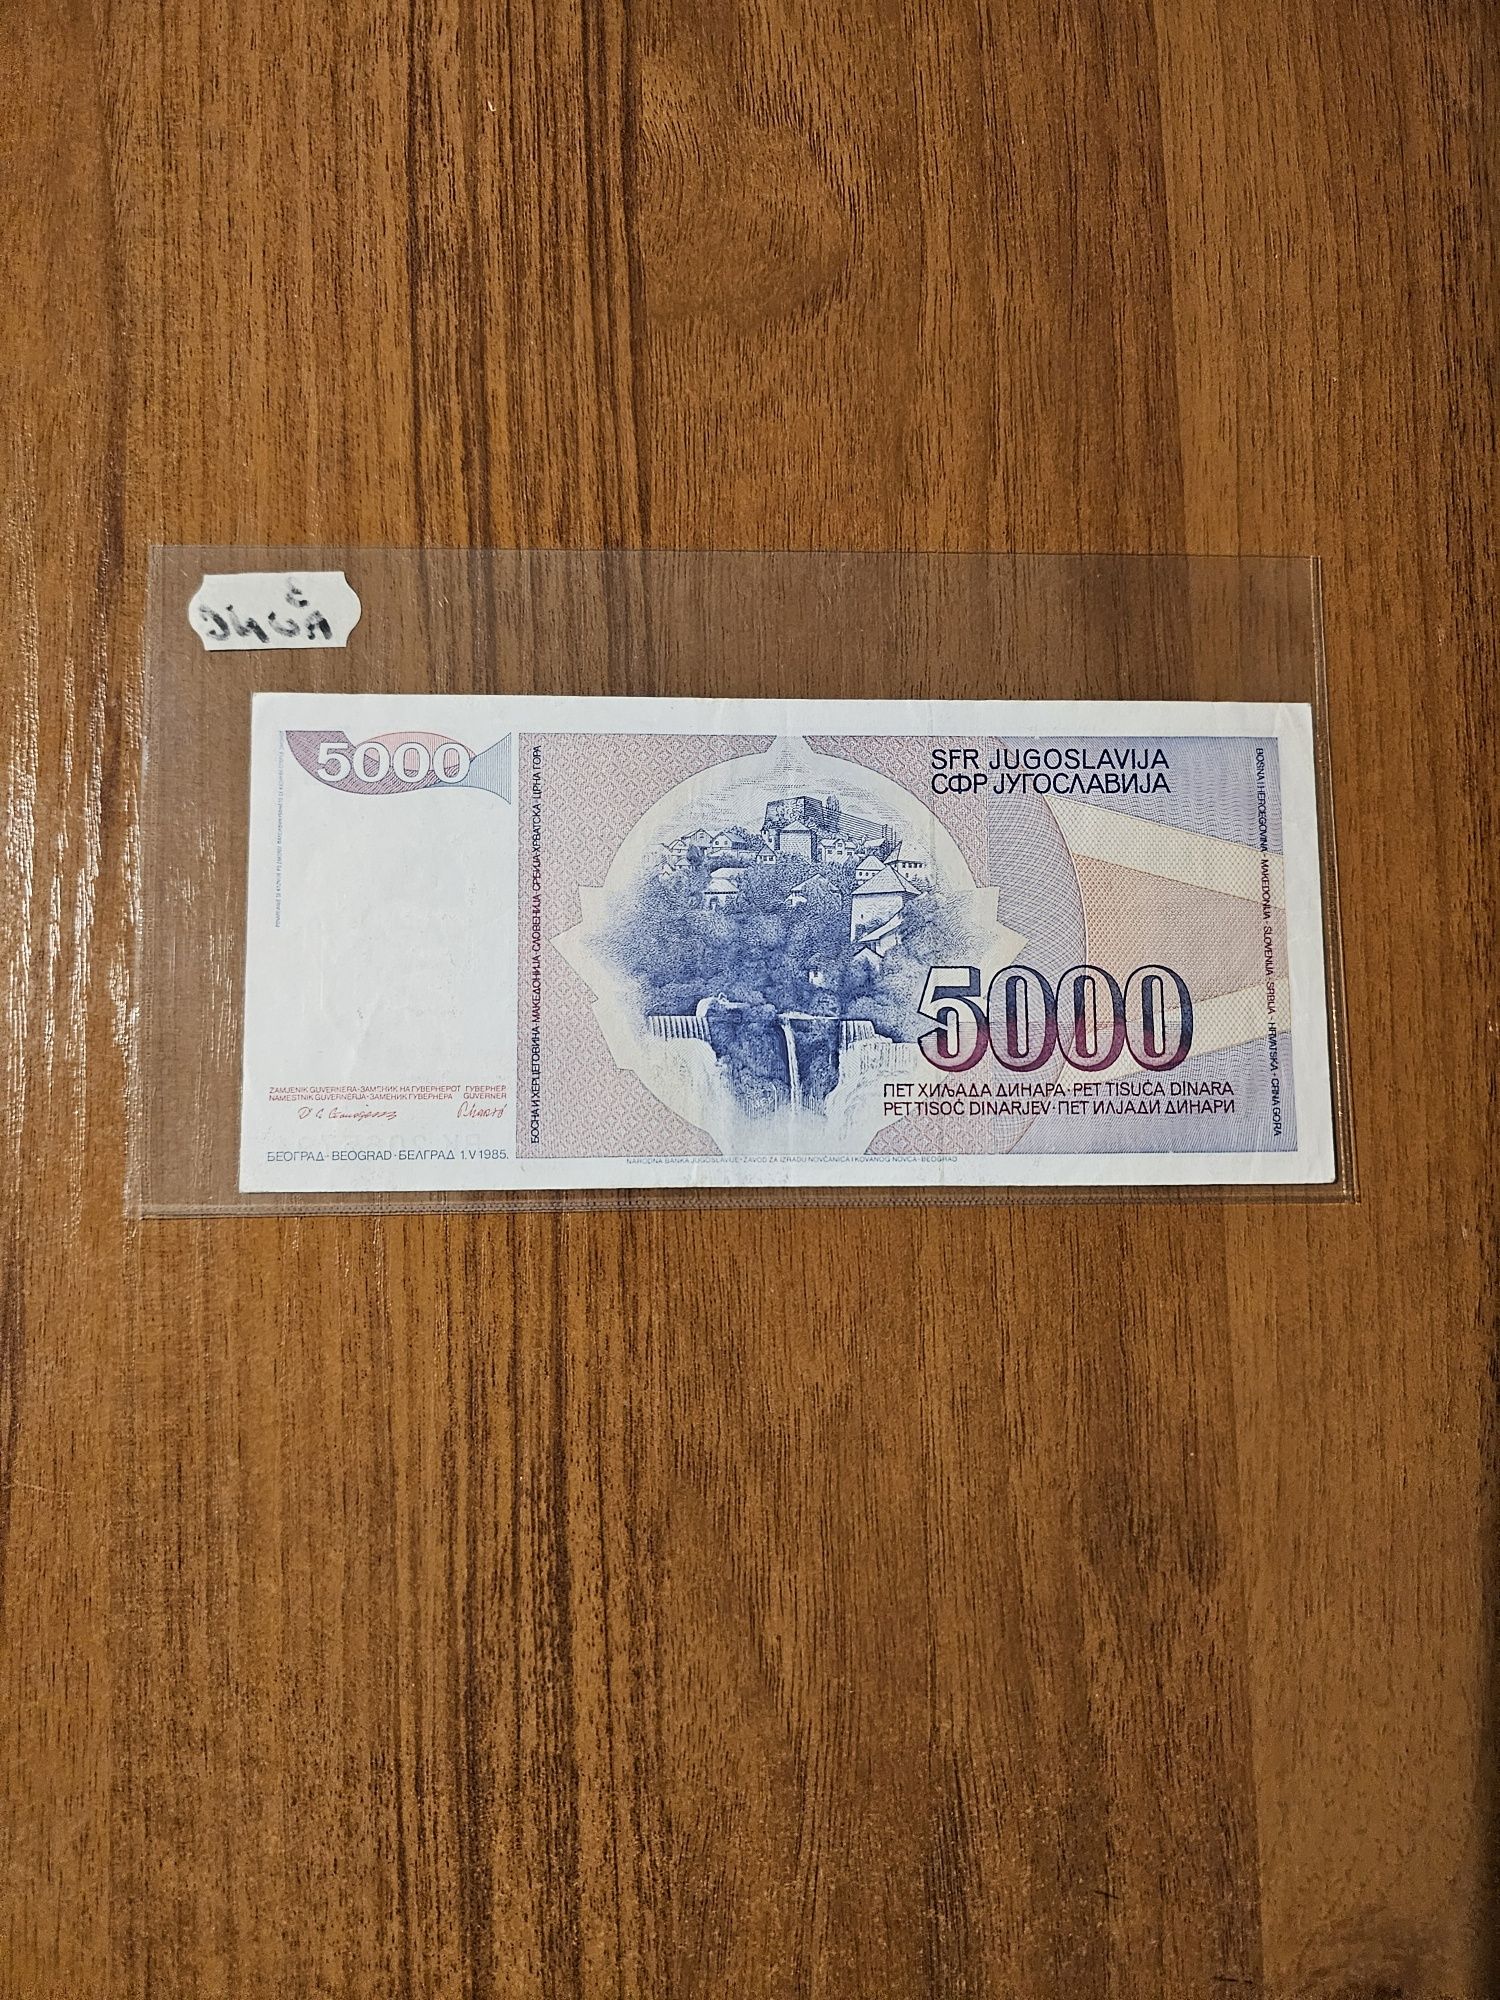 5000
SFR JUGOSLAVIJA
СФР ЈУГОСЛАВИЈА
БОСНА И ХЕРЦЕГОВИНА·МАКЕДОНИЈА·СЛОВЕНИЈА·СРБИЈА·ХРВАТСКА·ЦРНА ГОРА
BOSNA I HERCEGOVINA·MAKEDONIJA·SLOVENIJA·SRBIJA·HRVATSKA·CRNA GORA
5000
ПЕТ ХИЉАДА ДИНАРА·PET TISUĆA DINARA
PET TISOČ DINARJEV·ПЕТ ИЛЈАДИ ДИНАРИ
ZAMJENIK GUVERNERA-ЗАМЕНИК НА ГУВЕРНЕРОТ ГУВЕРНЕР
NAMESTNIK GUVERNERJA-ЗАМЕНИК ГУВЕРНЕРА GUVERNER
БЕОГРАД·BEOGRAD·БЕЛГРАД 1.V 1985.
NARODNA BANKA JUGOSLAVIJE-ZAVOD ZA IZRADU NOVČANICA I KOVANOG NOVCA-BEOGRAD